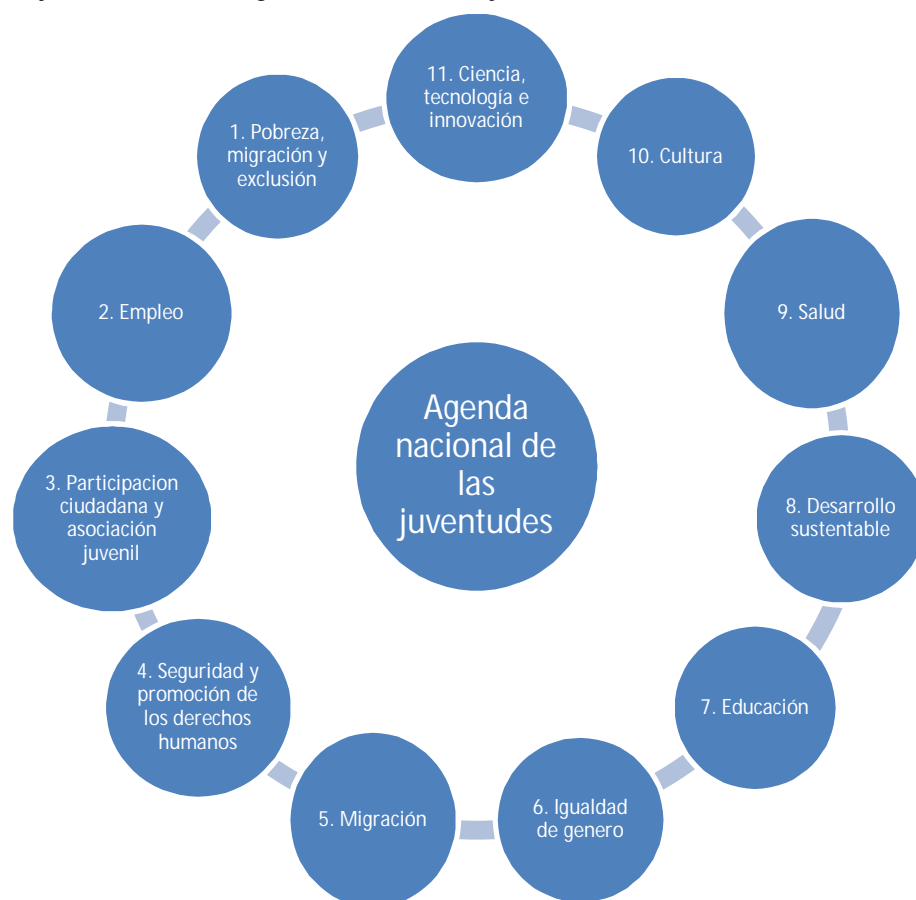 11. Ciencia,
tecnología e
innovación
1. Pobreza,
migración y
exclusión
10. Cultura
2. Empleo
9. Salud
Agenda
nacional de
las
juventudes
3. Participacion
ciudadana y
asociación
juvenil
8. Desarrollo
sustentable
4. Seguridad y
promoción de
los derechos
humanos
7. Educación
5. Migración
6. Igualdad
de genero